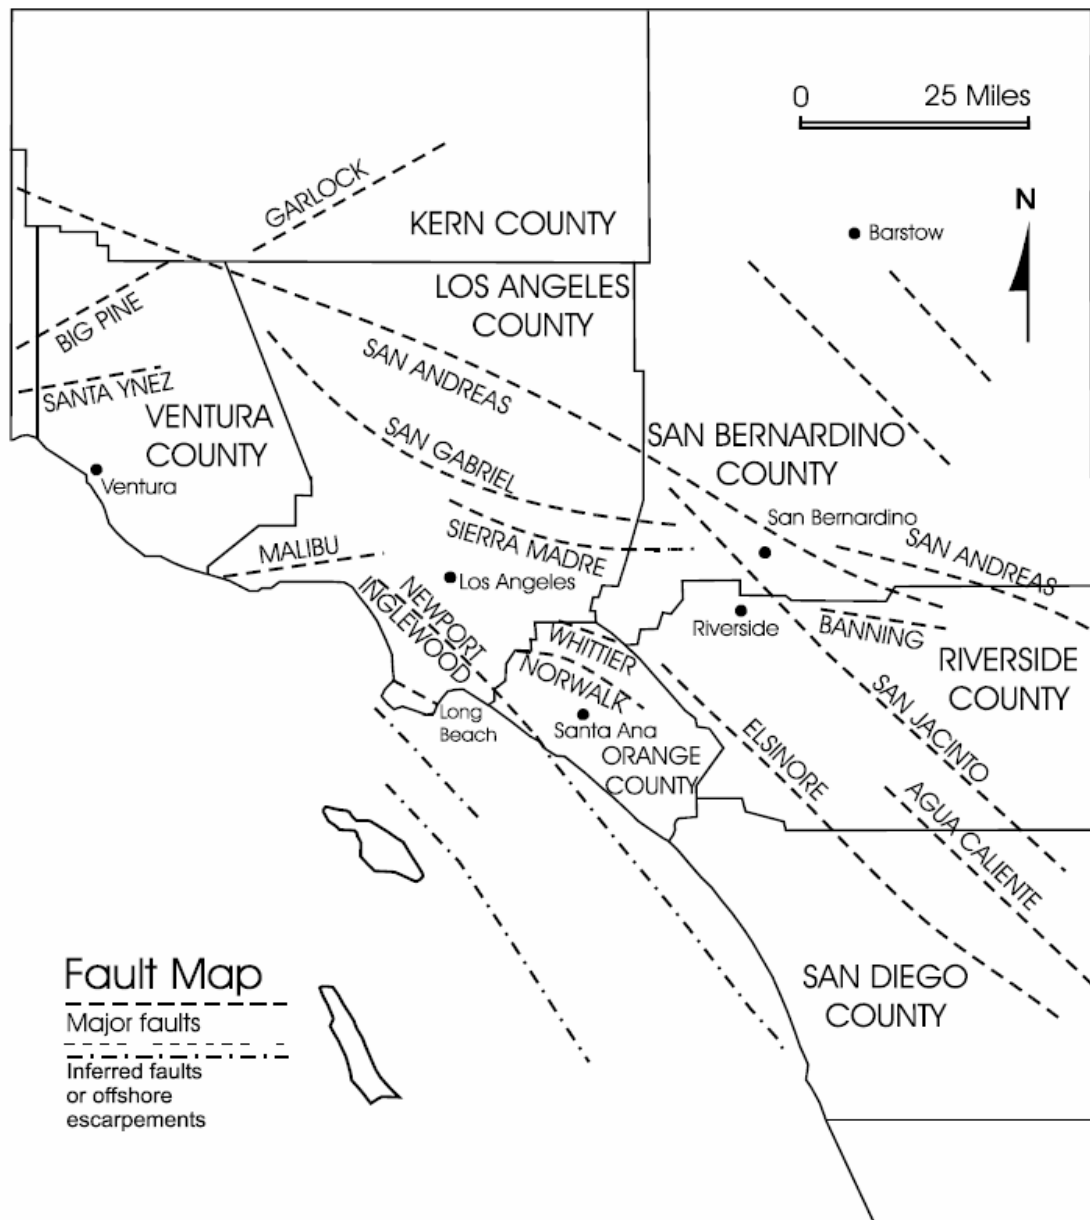 0 25 Miles
N
GARLOCK
KERN COUNTY
Barstow
LOS ANGELES
COUNTY
BIG PINE
SANTA YNEZ
VENTURA
COUNTY
Ventura
SAN ANDREAS
SAN GABRIEL
SAN BERNARDINO
COUNTY
San Bernardino
SAN ANDREAS
SIERRA MADRE
MALIBU
Los Angeles
NEWPORT
INGLEWOOD
WHITTIER
NORWALK
Riverside
BANNING
RIVERSIDE
COUNTY
Long
Beach
Santa Ana
ORANGE
COUNTY
ELSINORE
SAN JACINTO
AGUA CALIENTE
SAN DIEGO
COUNTY
Fault Map
Major faults
Inferred faults
or offshore
escarpements